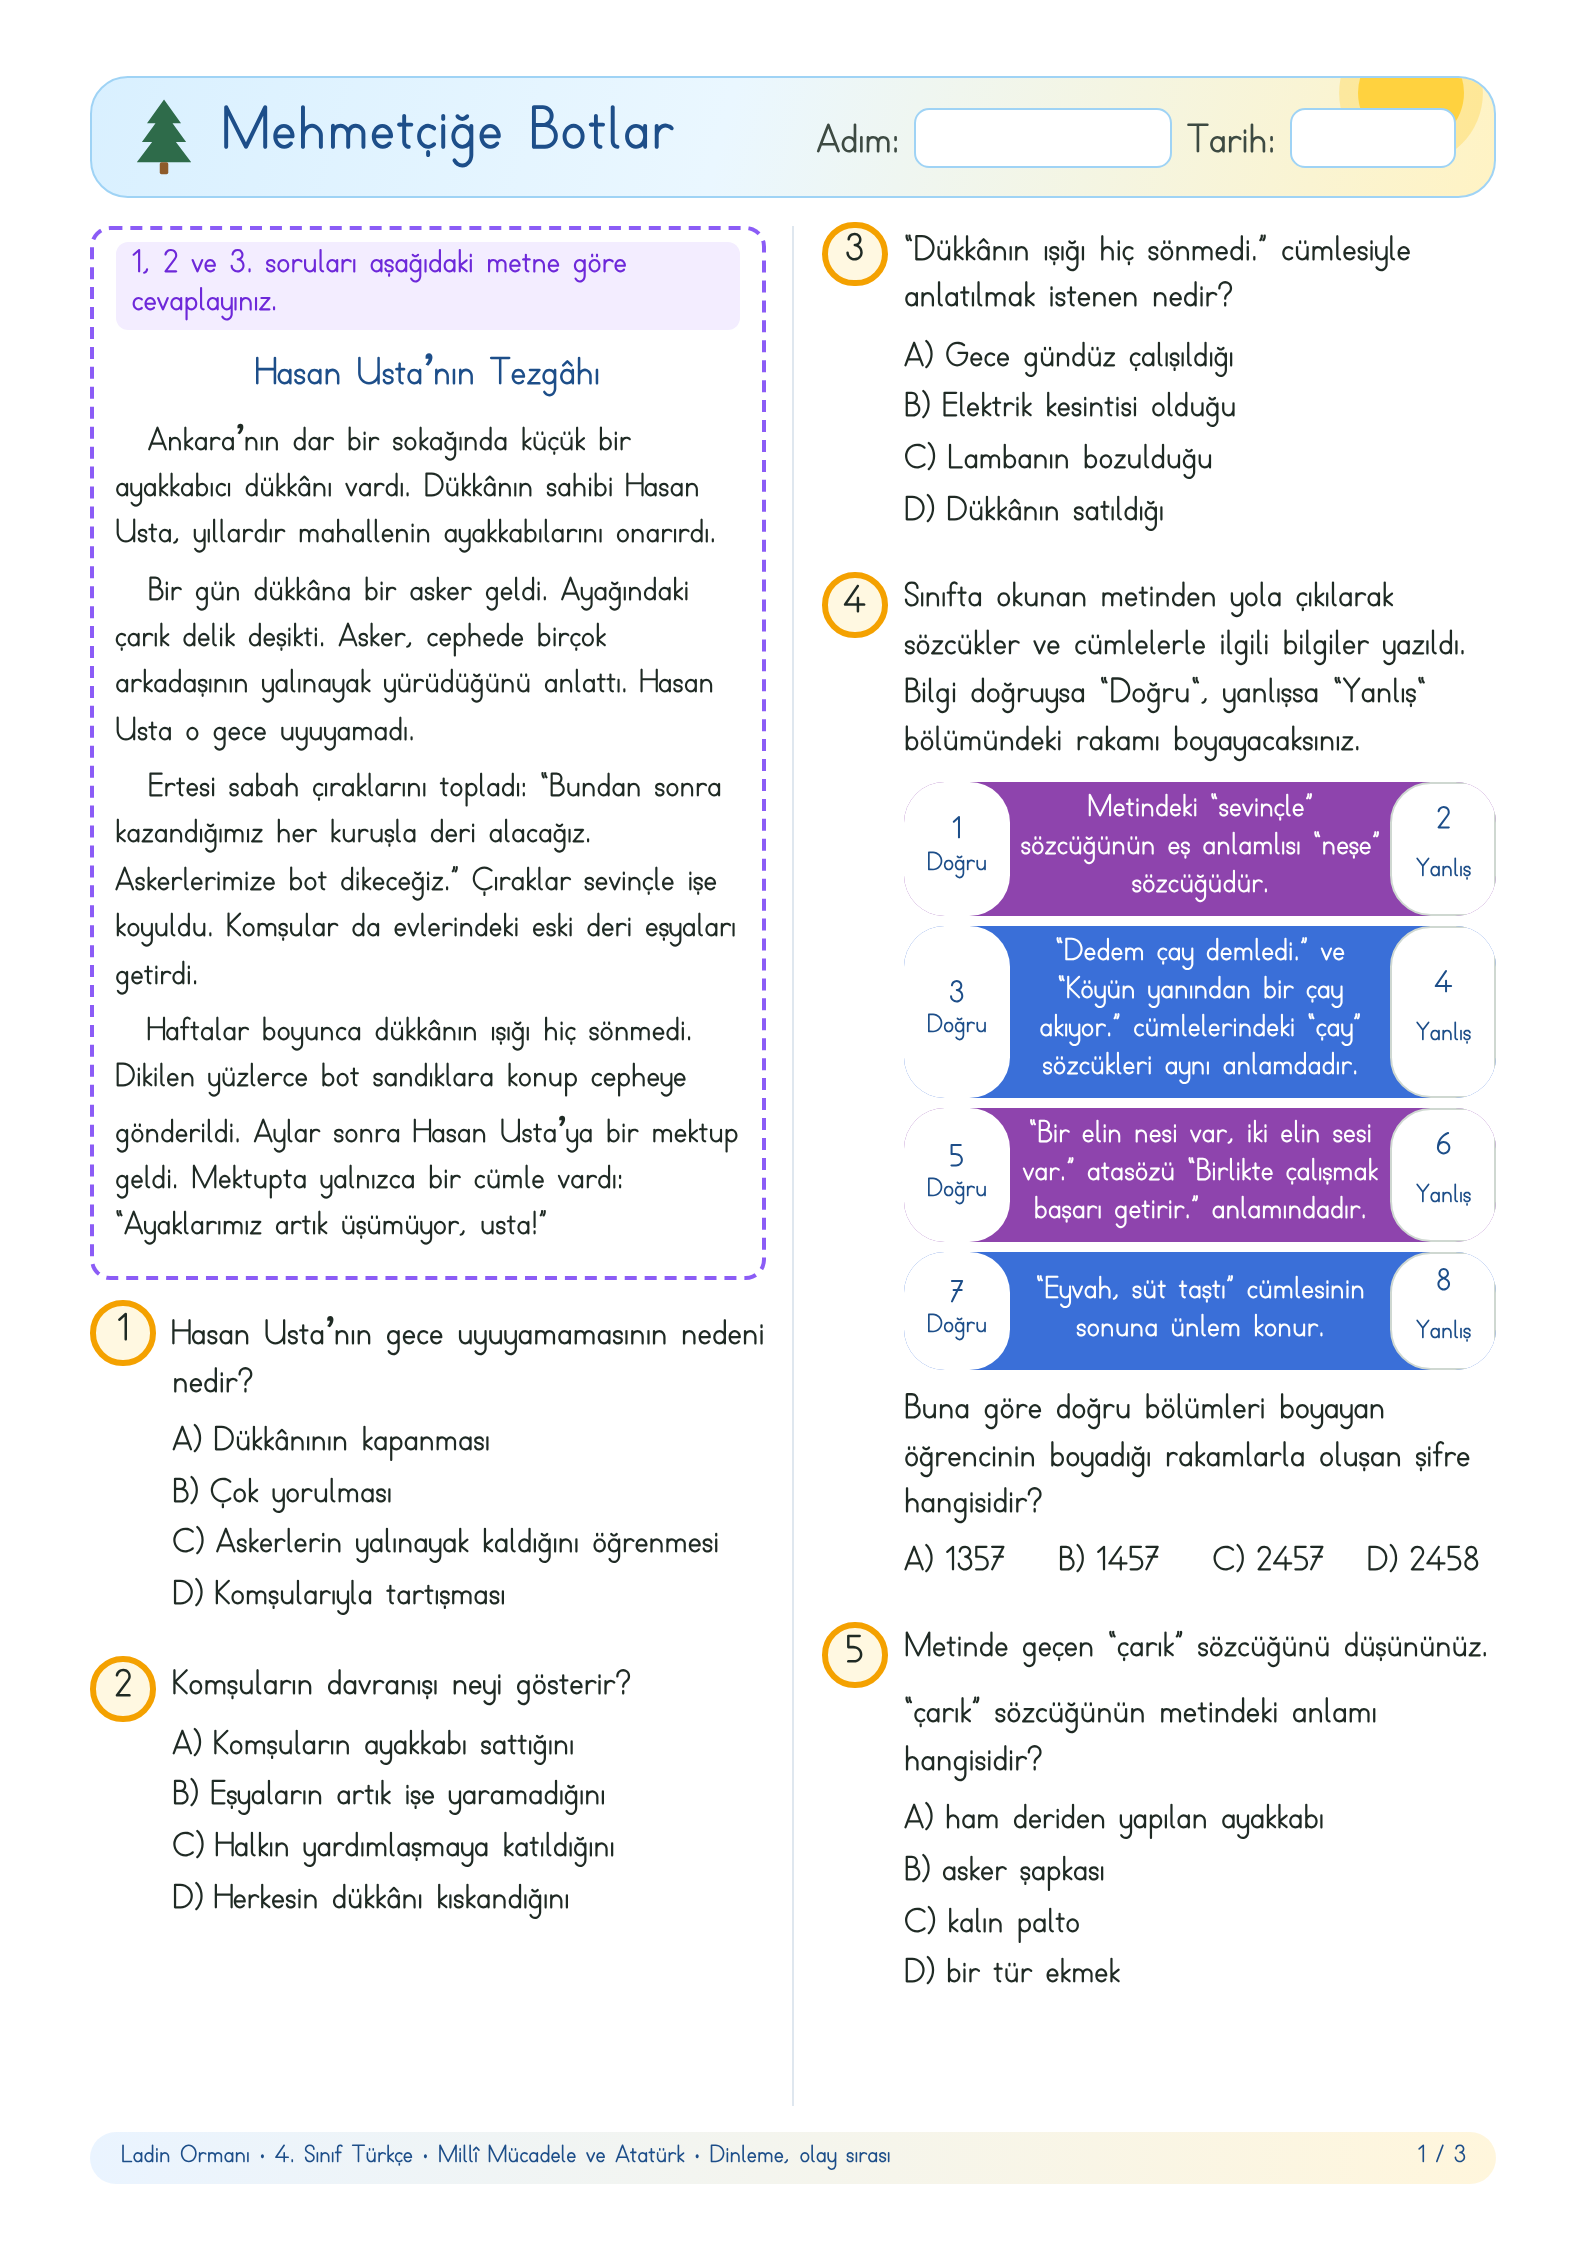 Mehmetçiğe Botlar
Adım:
Tarih:
1, 2 ve 3. soruları aşağıdaki metne göre
cevaplayınız.
Hasan Usta’nın Tezgâhı
Ankara’nın dar bir sokağında küçük bir
ayakkabıcı dükkânı vardı. Dükkânın sahibi Hasan
Usta, yıllardır mahallenin ayakkabılarını onarırdı.
Bir gün dükkâna bir asker geldi. Ayağındaki
çarık delik deşikti. Asker, cephede birçok
arkadaşının yalınayak yürüdüğünü anlattı. Hasan
Usta o gece uyuyamadı.
Ertesi sabah çıraklarını topladı: “Bundan sonra
kazandığımız her kuruşla deri alacağız.
Askerlerimize bot dikeceğiz.” Çıraklar sevinçle işe
koyuldu. Komşular da evlerindeki eski deri eşyaları
getirdi.
Haftalar boyunca dükkânın ışığı hiç sönmedi.
Dikilen yüzlerce bot sandıklara konup cepheye
gönderildi. Aylar sonra Hasan Usta’ya bir mektup
geldi. Mektupta yalnızca bir cümle vardı:
“Ayaklarımız artık üşümüyor, usta!”
1
Hasan Usta’nın gece uyuyamamasının nedeni
nedir?
A) Dükkânının kapanması
B) Çok yorulması
C) Askerlerin yalınayak kaldığını öğrenmesi
D) Komşularıyla tartışması
2
Komşuların davranışı neyi gösterir?
A) Komşuların ayakkabı sattığını
B) Eşyaların artık işe yaramadığını
C) Halkın yardımlaşmaya katıldığını
D) Herkesin dükkânı kıskandığını
3
“Dükkânın ışığı hiç sönmedi.” cümlesiyle
anlatılmak istenen nedir?
A) Gece gündüz çalışıldığı
B) Elektrik kesintisi olduğu
C) Lambanın bozulduğu
D) Dükkânın satıldığı
4
Sınıfta okunan metinden yola çıkılarak
sözcükler ve cümlelerle ilgili bilgiler yazıldı.
Bilgi doğruysa “Doğru“, yanlışsa “Yanlış“
bölümündeki rakamı boyayacaksınız.
1
Doğru
Metindeki “sevinçle”
sözcüğünün eş anlamlısı “neşe”
sözcüğüdür.
2
Yanlış
3
Doğru
“Dedem çay demledi.” ve
“Köyün yanından bir çay
akıyor.” cümlelerindeki “çay”
sözcükleri aynı anlamdadır.
4
Yanlış
5
Doğru
“Bir elin nesi var, iki elin sesi
var.” atasözü “Birlikte çalışmak
başarı getirir.” anlamındadır.
6
Yanlış
7
Doğru
“Eyvah, süt taştı” cümlesinin
sonuna ünlem konur.
8
Yanlış
Buna göre doğru bölümleri boyayan
öğrencinin boyadığı rakamlarla oluşan şifre
hangisidir?
A) 1357 B) 1457 C) 2457 D) 2458
5
Metinde geçen “çarık” sözcüğünü düşününüz.
“çarık” sözcüğünün metindeki anlamı
hangisidir?
A) ham deriden yapılan ayakkabı
B) asker şapkası
C) kalın palto
D) bir tür ekmek
Ladin Ormanı • 4. Sınıf Türkçe • Millî Mücadele ve Atatürk • Dinleme, olay sırası
1 / 3